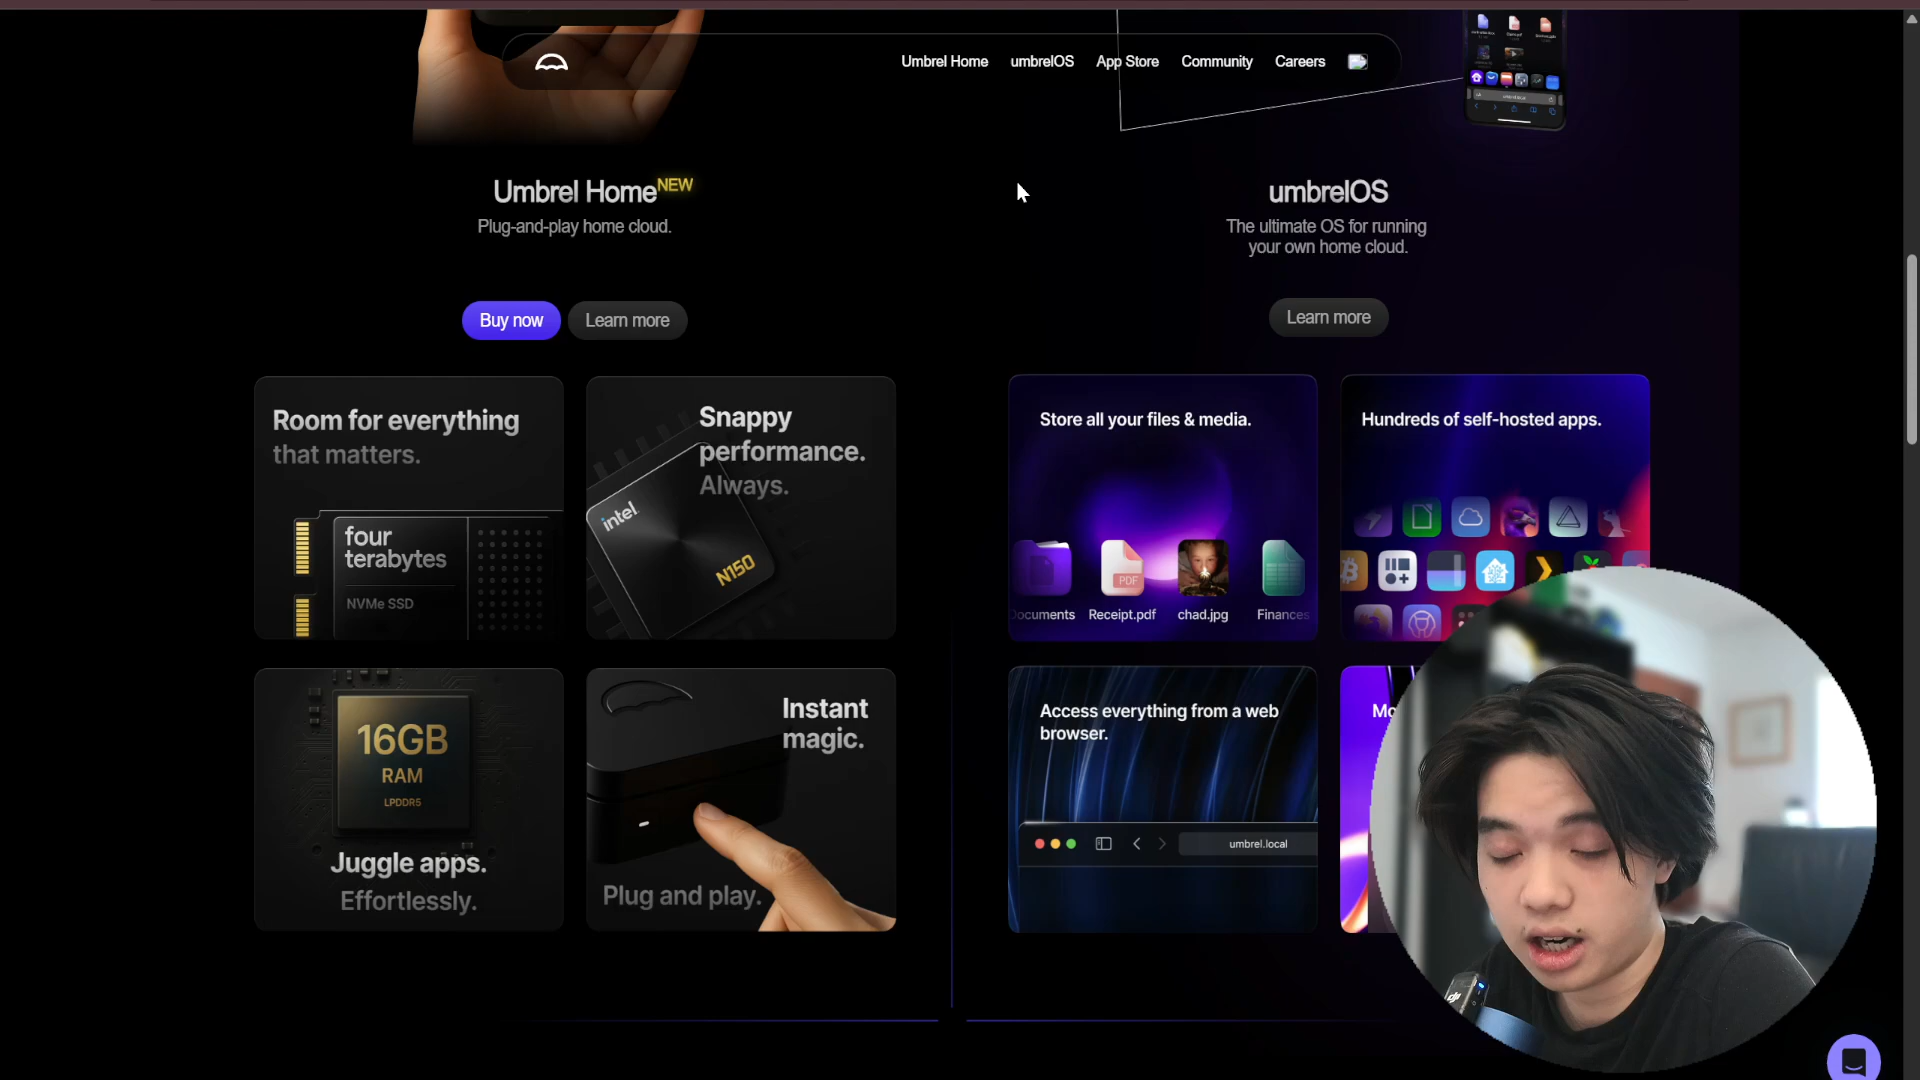 Umbrel Home
umbrelOS
App Store
Community
Careers
Umbrel Home NEW
Plug-and-play home cloud.
Buy now
Learn more
Room for everything
that matters.
four
terabytes
NVMe SSD
Snappy
performance.
Always.
intel
N150
16GB
RAM
LPDDR5
Juggle apps.
Effortlessly.
Instant
magic.
Plug and play.
umbrelOS
The ultimate OS for running
your own home cloud.
Learn more
Store all your files & media.
PDF
Documents
Receipt.pdf
chad.jpg
Finances
Hundreds of self-hosted apps.
Access everything from a web
browser.
umbrel.local
Mo
dji